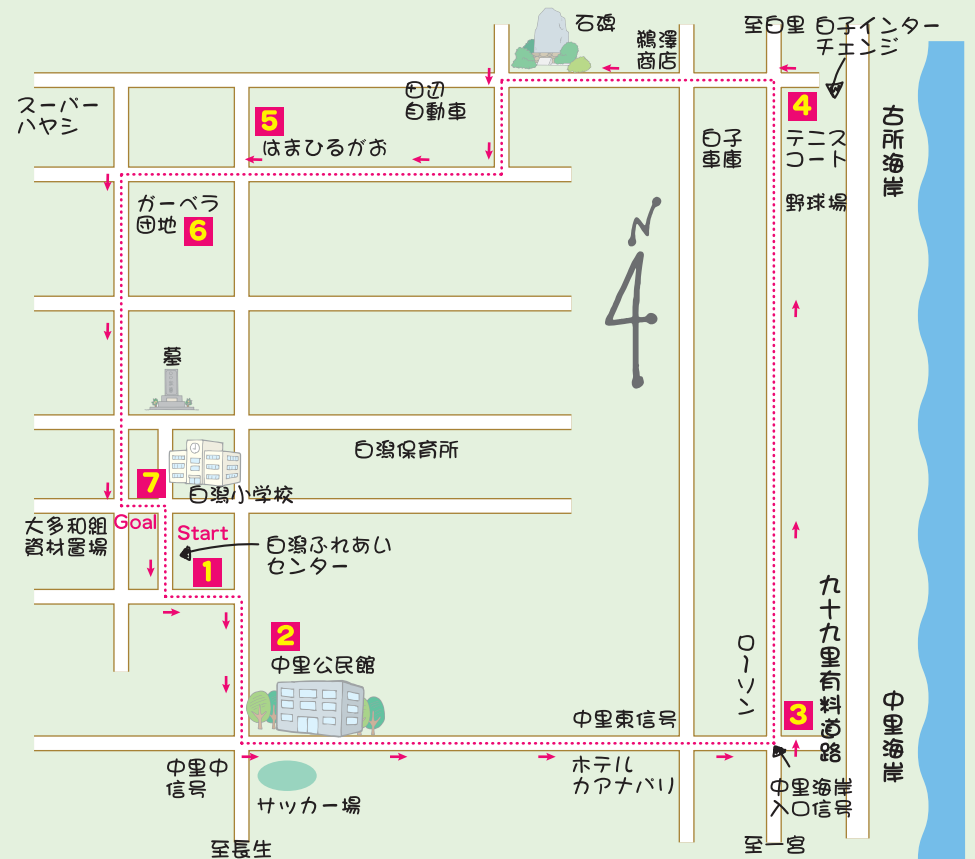 石碑
鵜澤
商店
至白里
白子インター
チェンジ
スーパー
ハヤシ
田辺
自動車
5
はまひるがお
4
テニス
コート
白子
車庫
古所海岸
野球場
ガーベラ
団地
6
N
墓
白潟保育所
7
白潟小学校
大多和組
資材置場
Goal
Start
白潟ふれあい
センター
1
九十九里有料道路
2
中里公民館
ローソン
3
中里海岸
中里東信号
中里中
信号
サッカー場
ホテル
カアナパリ
中里海岸
入口信号
至長生
至一宮